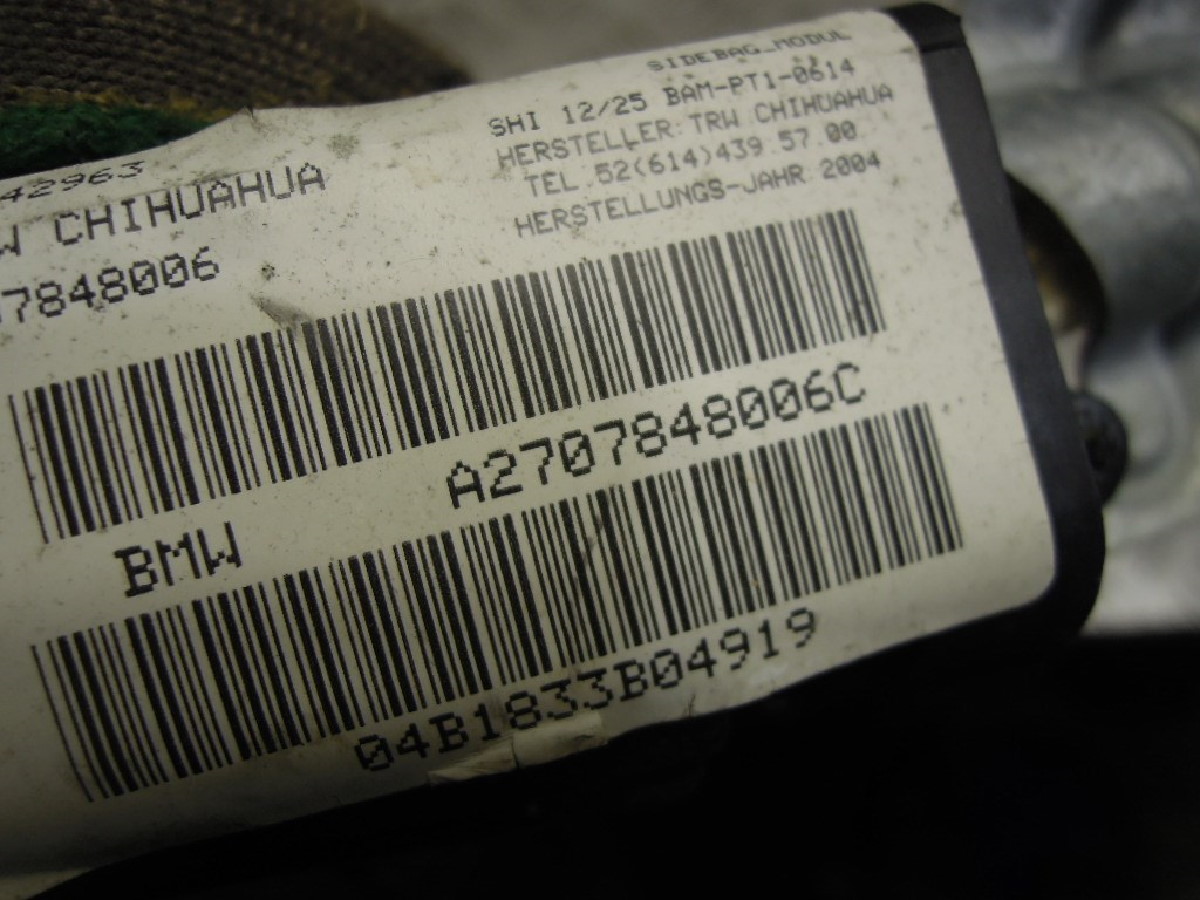 SIDEBAG_MODUL
SHI 12/25 BAM-PT1-0614
HERSTELLER: TRW CHIHUAHUA
TEL 52(614)439 57 00
HERSTELLUNGS-JAHR 2004
42963
W CHIHUAHUA
7848006
A2707848006C
BMW
04B1833B04919